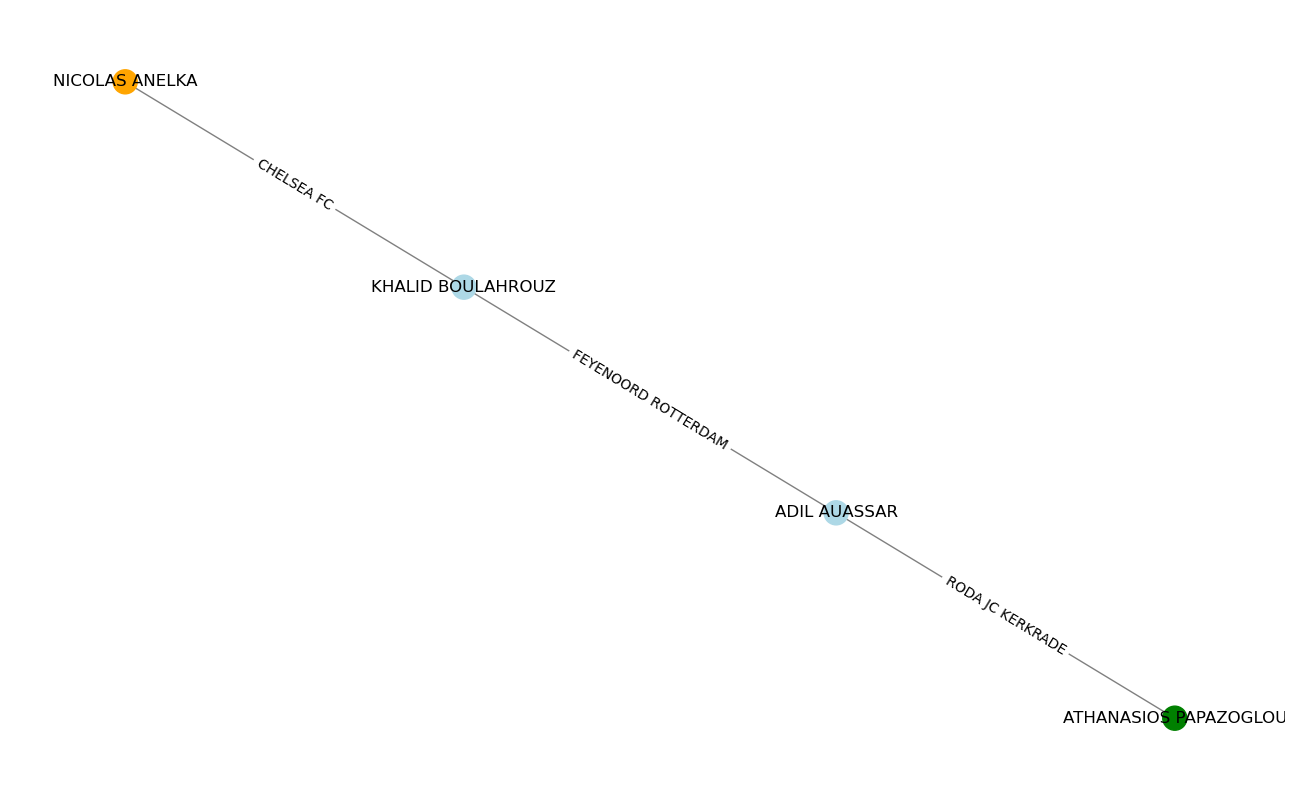 NICOLAS ANELKA
CHELSEA FC
KHALID BOULAHROUZ
FEYENOORD ROTTERDAM
ADIL AUASSAR
RODA JC KERKRADE
ATHANASIOS PAPAZOGLOU